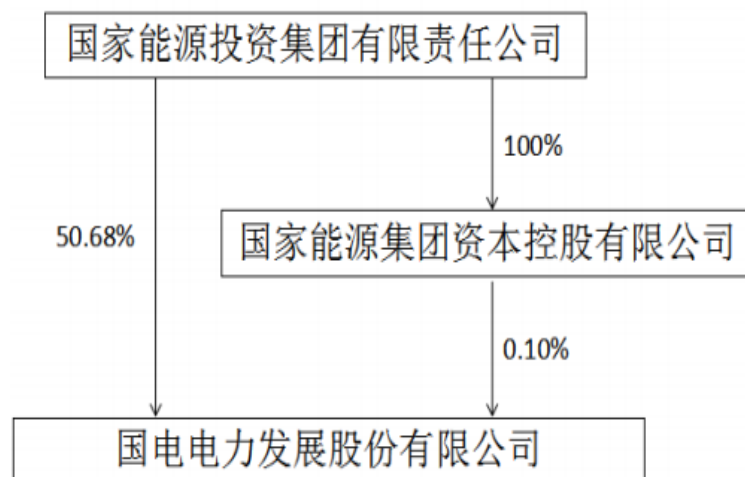 国家能源投资集团有限责任公司
100%
50.68%
国家能源集团资本控股有限公司
0.10%
国电电力发展股份有限公司